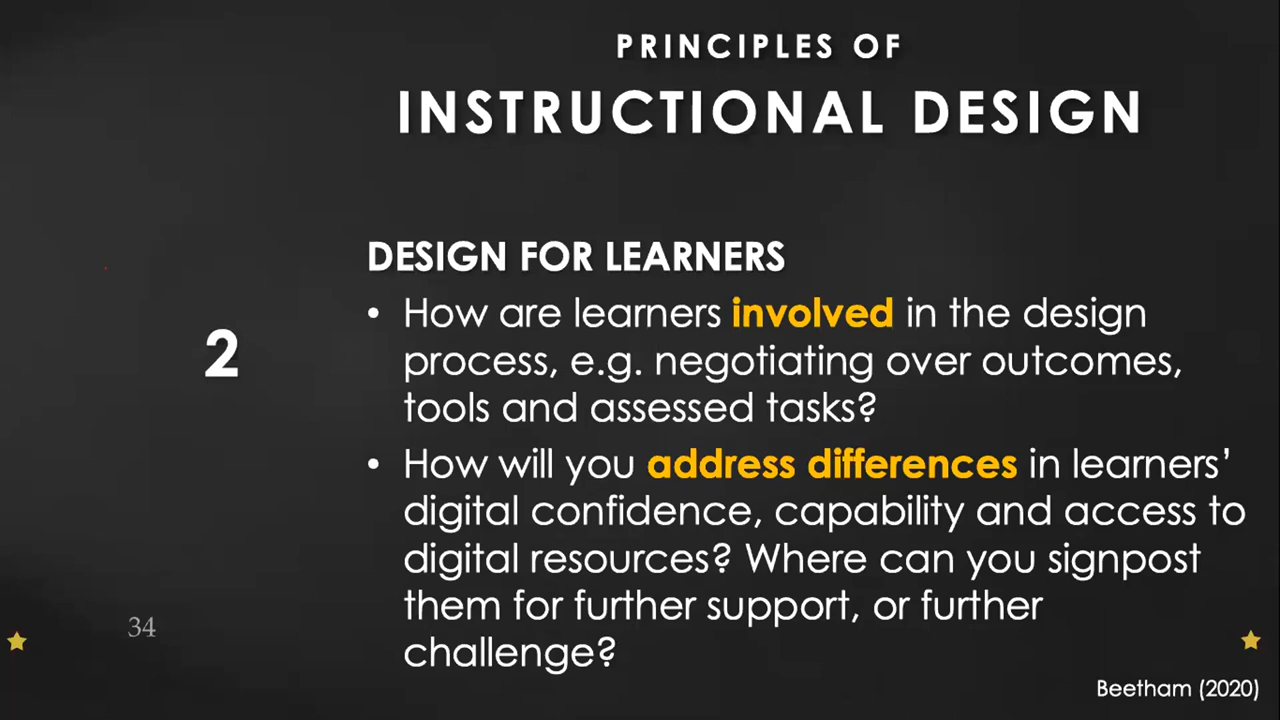 PRINCIPLES OF
INSTRUCTIONAL DESIGN
2
DESIGN FOR LEARNERS
• How are learners involved in the design
process, e.g. negotiating over outcomes,
tools and assessed tasks?
• How will you address differences in learners’
digital confidence, capability and access to
digital resources? Where can you signpost
them for further support, or further
challenge?
34
Beetham (2020)